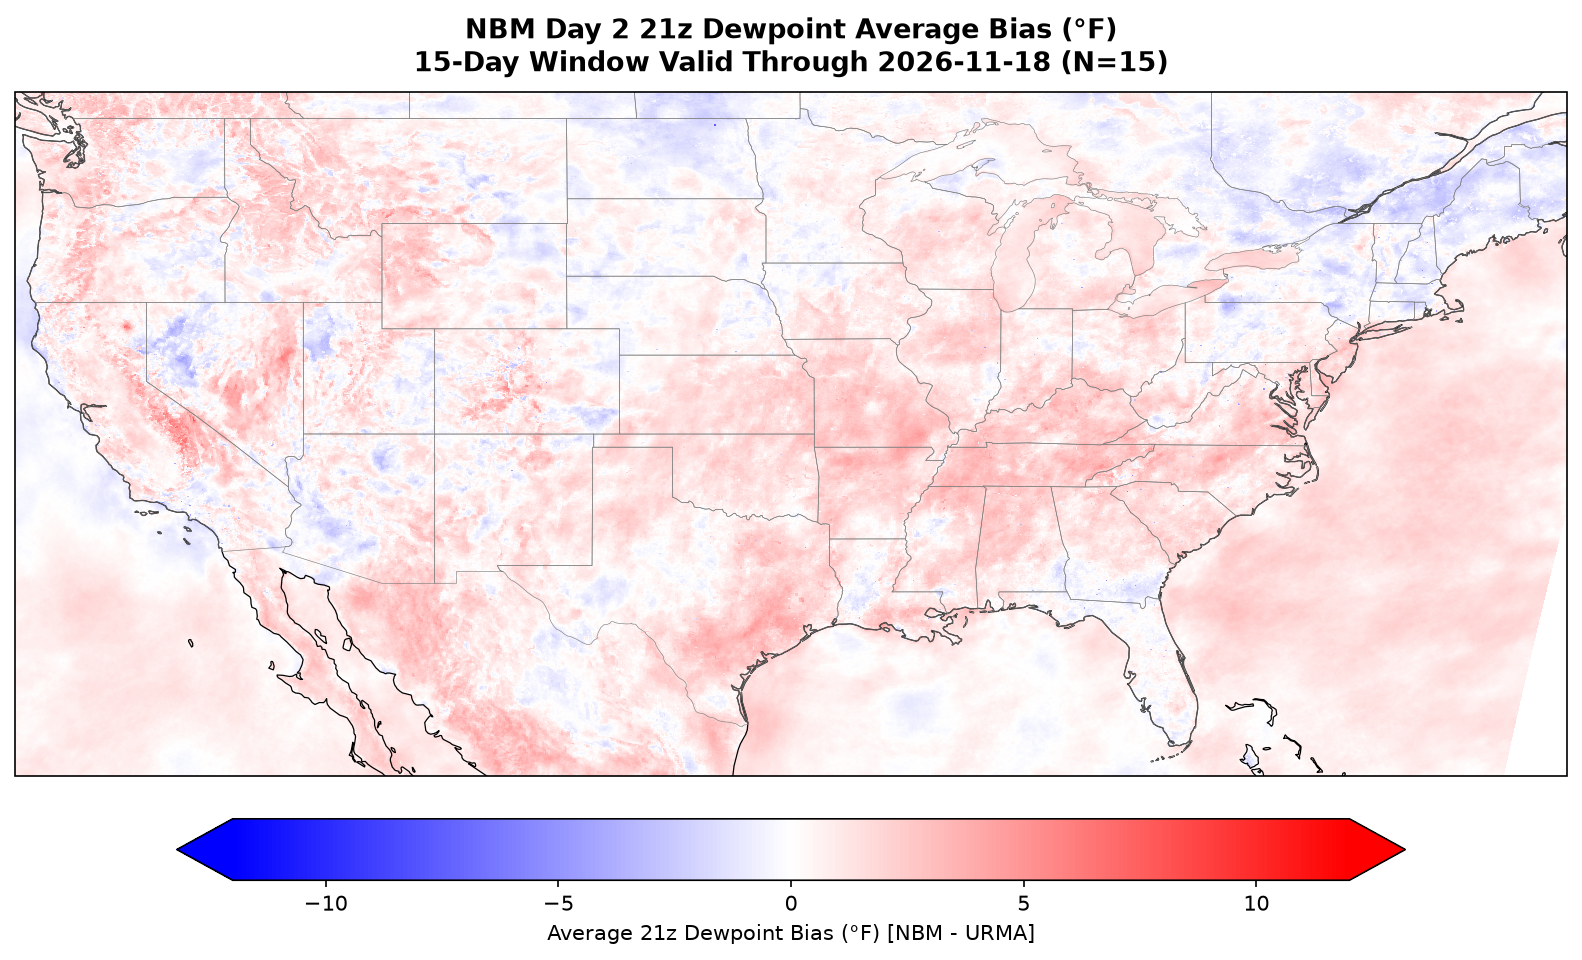 NBM Day 2 21z Dewpoint Average Bias (°F)
15-Day Window Valid Through 2026-11-18 (N=15)
−10 −5 0 5 10
Average 21z Dewpoint Bias (°F) [NBM - URMA]